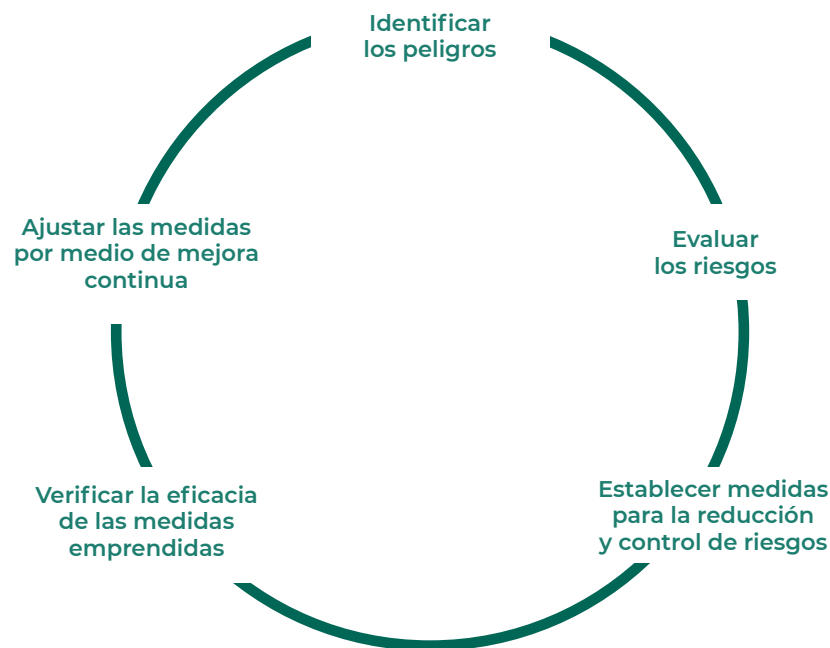 Identificar
los peligros
Evaluar
los riesgos
Establecer medidas
para la reducción
y control de riesgos
Verificar la eficacia
de las medidas
emprendidas
Ajustar las medidas
por medio de mejora
continua